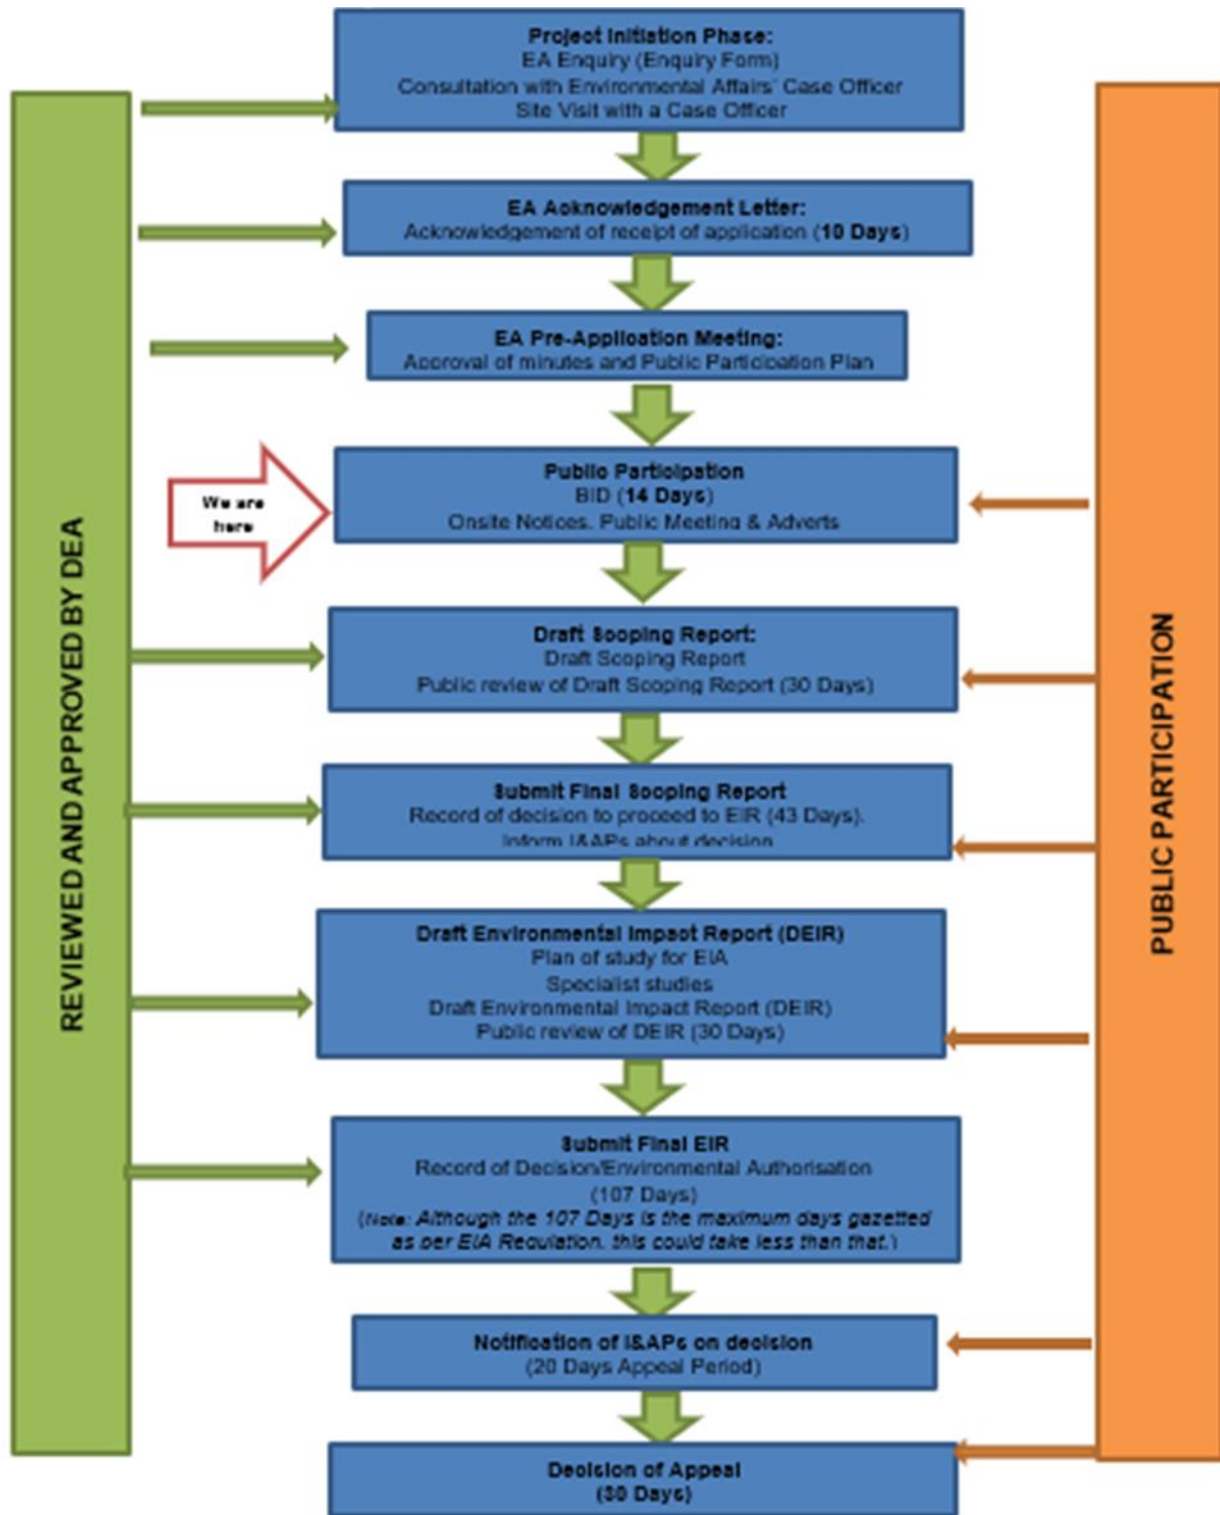 Project Initiation Phase:
EA Enquiry (Enquiry Form)
Consultation with Environmental Affairs' Case Officer
Site Visit with a Case Officer
EA Acknowledgement Letter:
Acknowledgement of receipt of application (10 Days)
EA Pre-Application Meeting:
Approval of minutes and Public Participation Plan
We are
here
Public Participation
BID (14 Days)
Onsite Notices, Public Meeting & Adverts
Draft Scoping Report:
Draft Scoping Report
Public review of Draft Scoping Report (30 Days)
Submit Final Scoping Report
Record of decision to proceed to EIR (43 Days).
Inform I&APs about decision
Draft Environmental Impact Report (DEIR)
Plan of study for EIA
Specialist studies
Draft Environmental Impact Report (DEIR)
Public review of DEIR (30 Days)
Submit Final EIR
Record of Decision/Environmental Authorisation
(107 Days)
(Note: Although the 107 Days is the maximum days gazetted
as per EIA Regulation, this could take less than that.)
Notification of I&APs on decision
(20 Days Appeal Period)
Decision of Appeal
(30 Days)
REVIEWED AND APPROVED BY DEA
PUBLIC PARTICIPATION